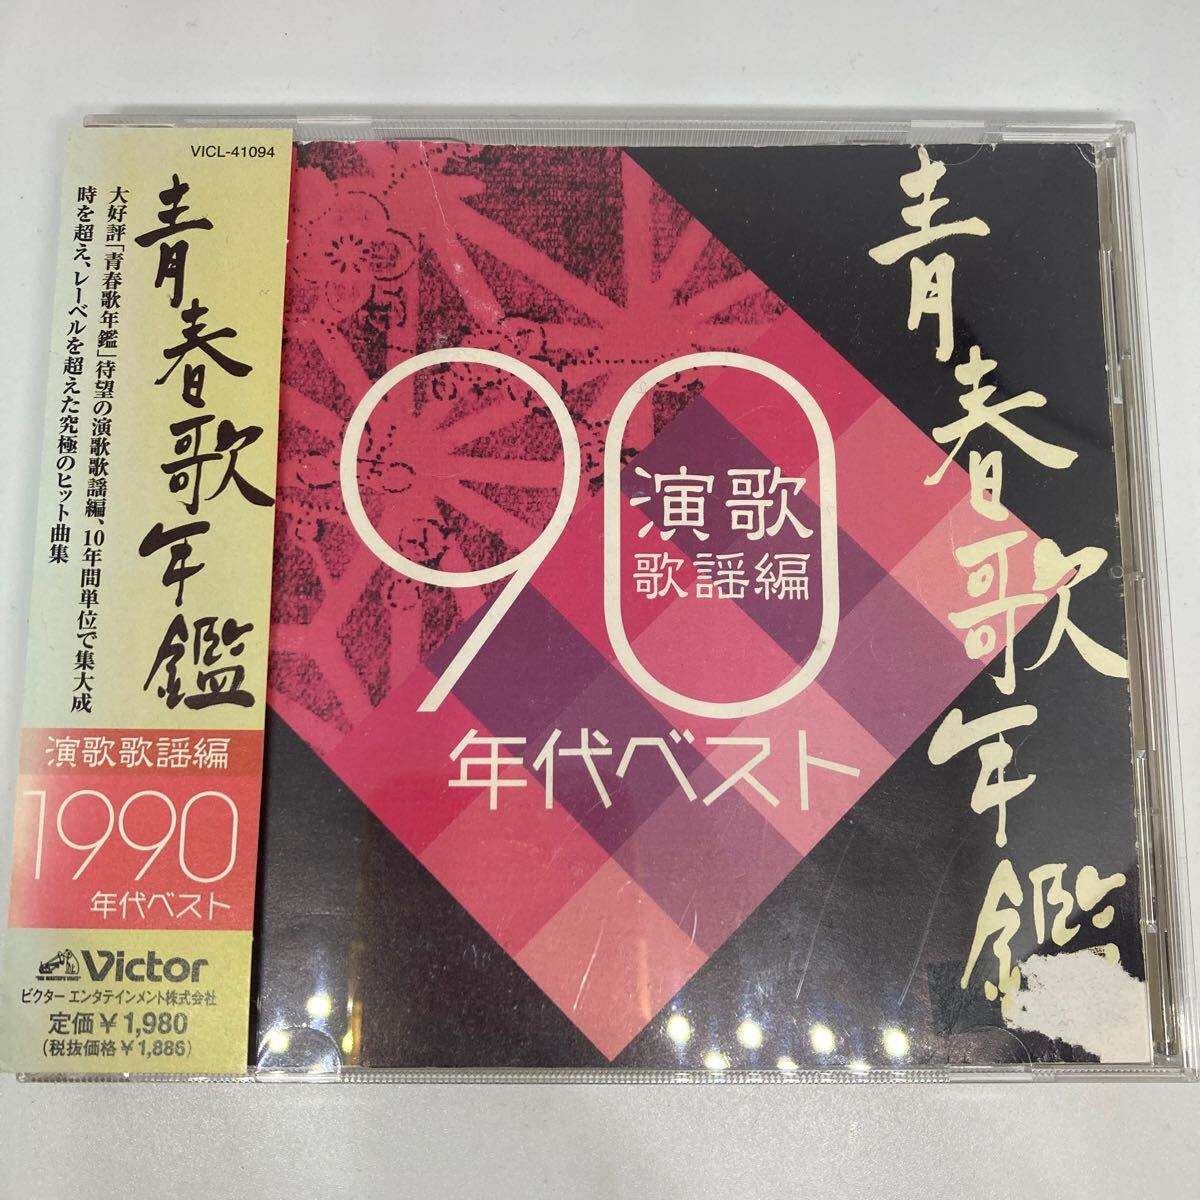 VICL-41094
青春歌年鑑
大好評「青春歌年鑑」待望の演歌歌謡編、10年間単位で集大成
時を超え、レーベルを超えた究極のヒット曲集
演歌歌謡編
1990
年代ベスト
"HIS MASTER'S VOICE"
Victor
ビクター エンタテインメント株式会社
定価￥1,980
(税抜価格￥1,886)
90
演歌
歌謡編
年代ベスト
青春歌年鑑